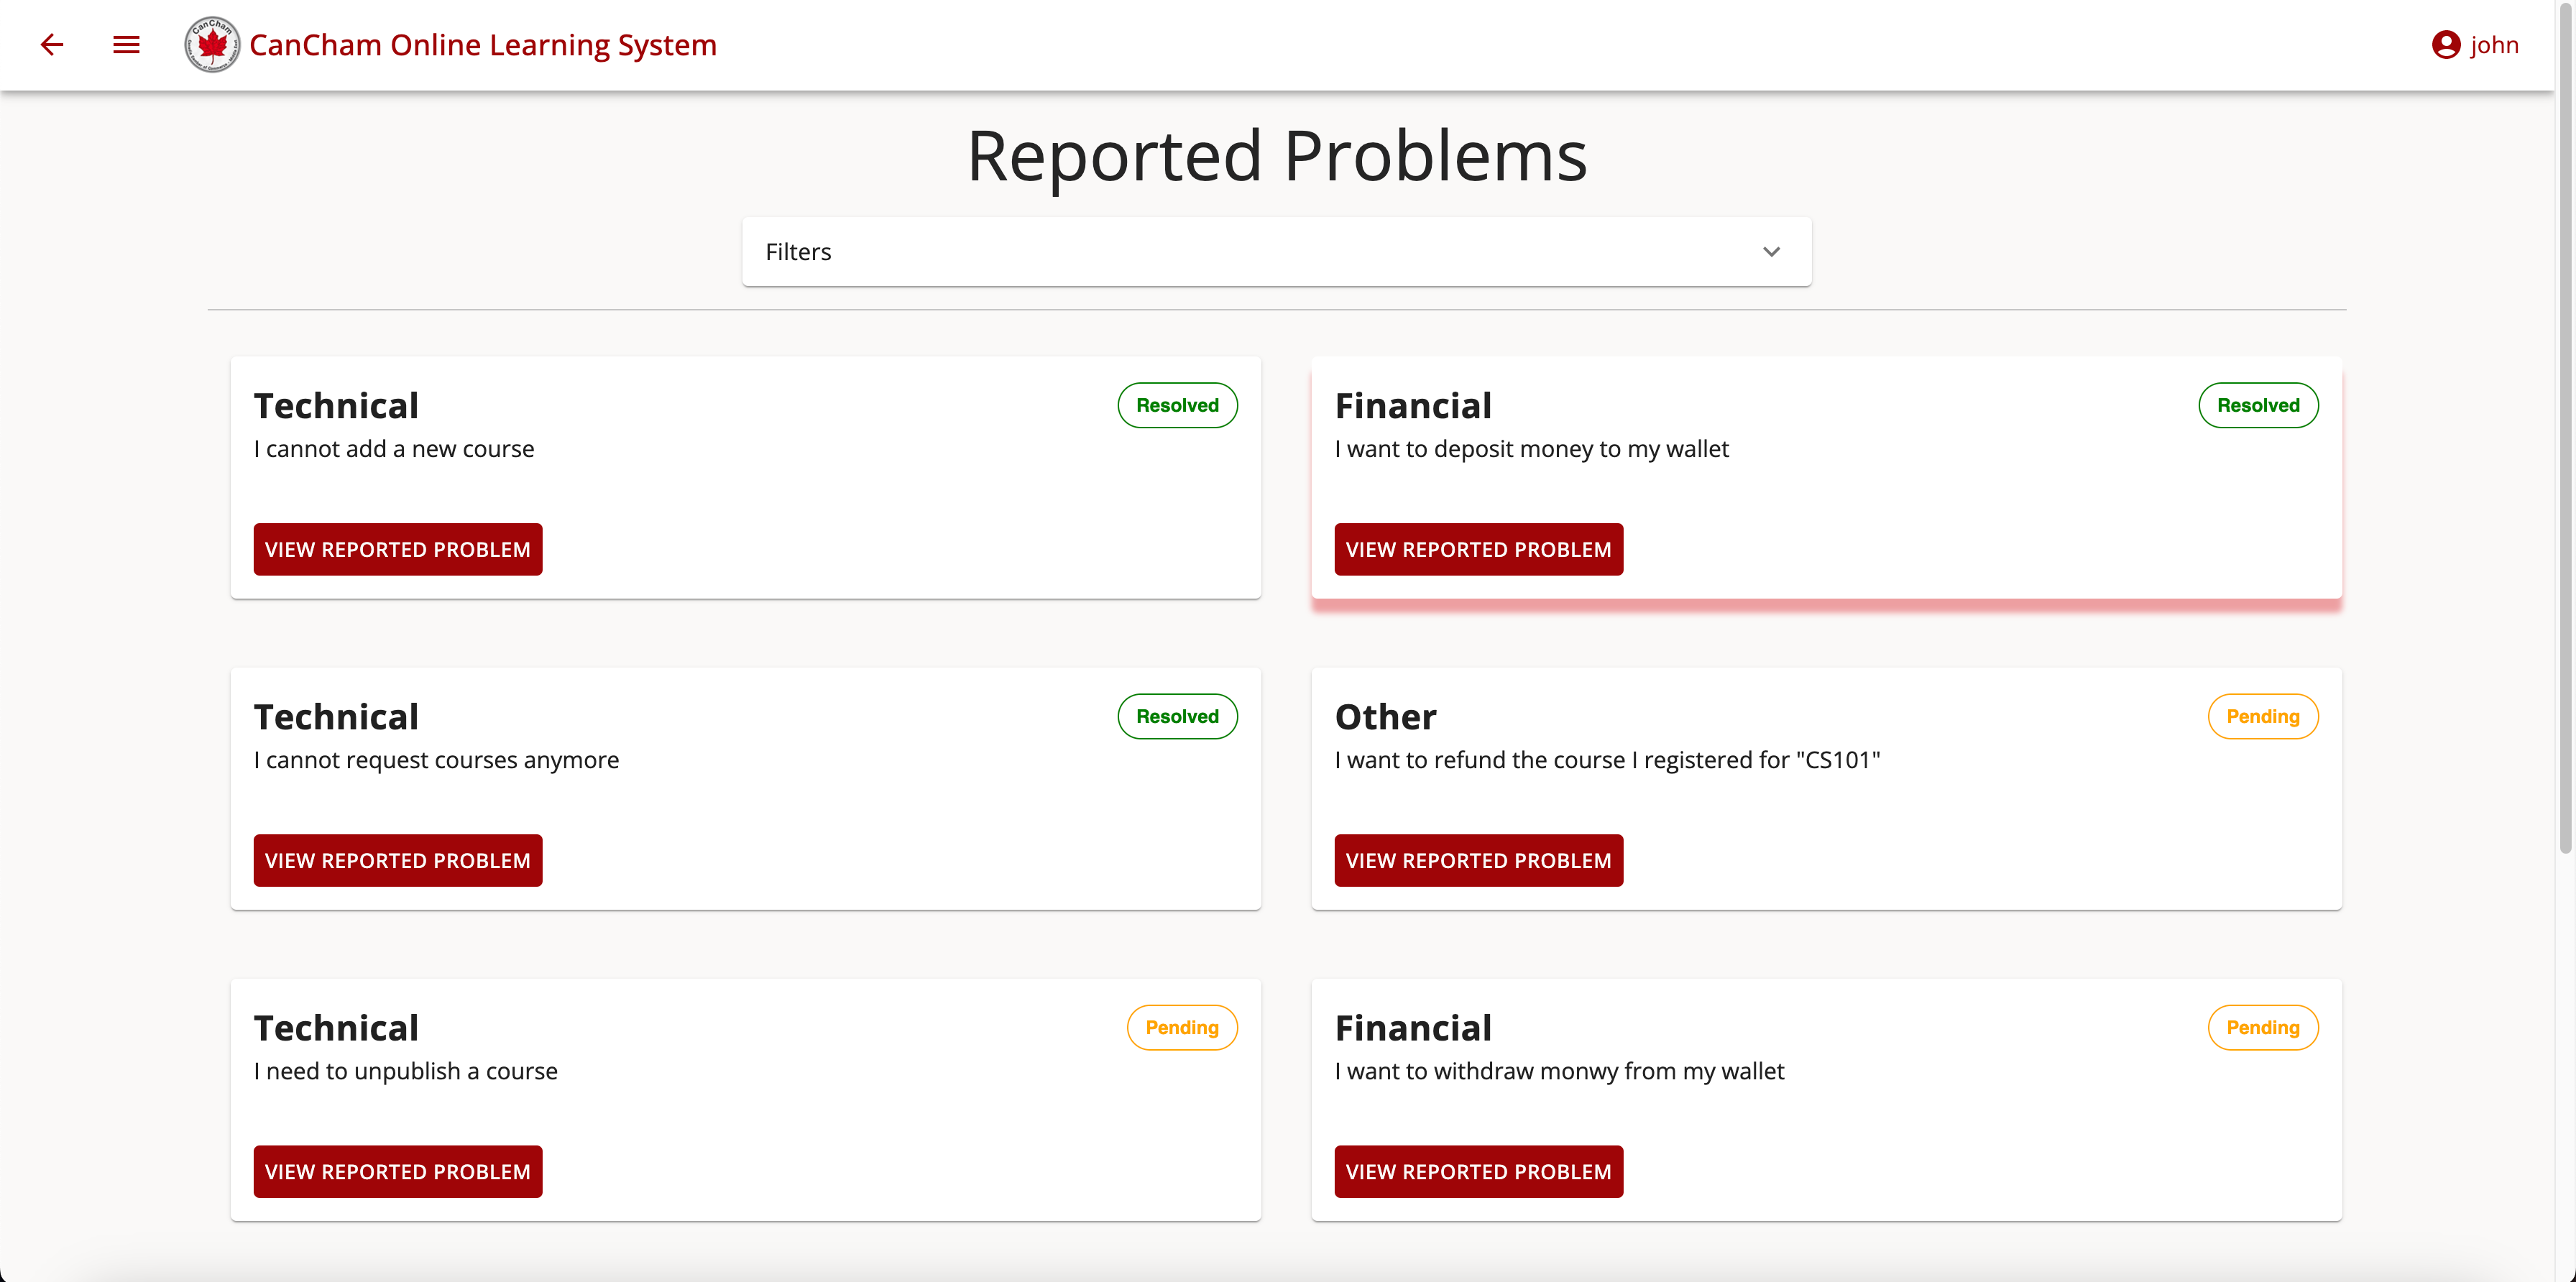 CanCham
CanCham Online Learning System
john
Reported Problems
Filters
Technical
Resolved
I cannot add a new course
VIEW REPORTED PROBLEM
Financial
Resolved
I want to deposit money to my wallet
VIEW REPORTED PROBLEM
Technical
Resolved
I cannot request courses anymore
VIEW REPORTED PROBLEM
Other
Pending
I want to refund the course I registered for "CS101"
VIEW REPORTED PROBLEM
Technical
Pending
I need to unpublish a course
VIEW REPORTED PROBLEM
Financial
Pending
I want to withdraw monwy from my wallet
VIEW REPORTED PROBLEM